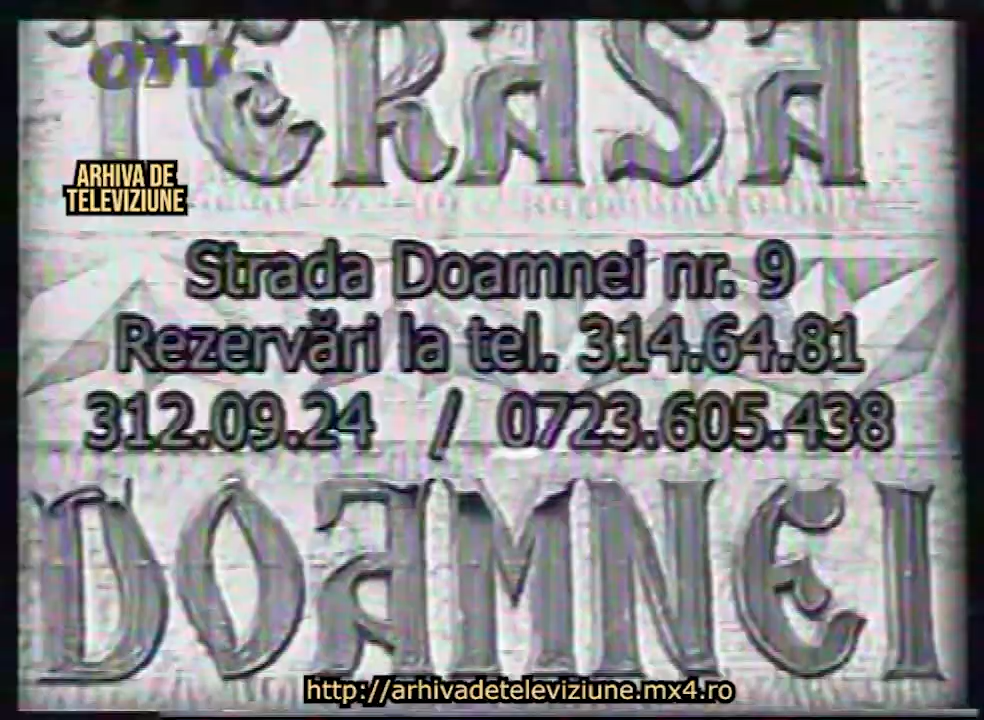 TERASA
OTV
ARHIVA DE
TELEVIZIUNE
Strada Doamnei nr. 9
Rezervări la tel. 314.64.81
312.09.24 / 0723.605.438
DOAMNEI
http://arhivadeteleviziune.mx4.ro